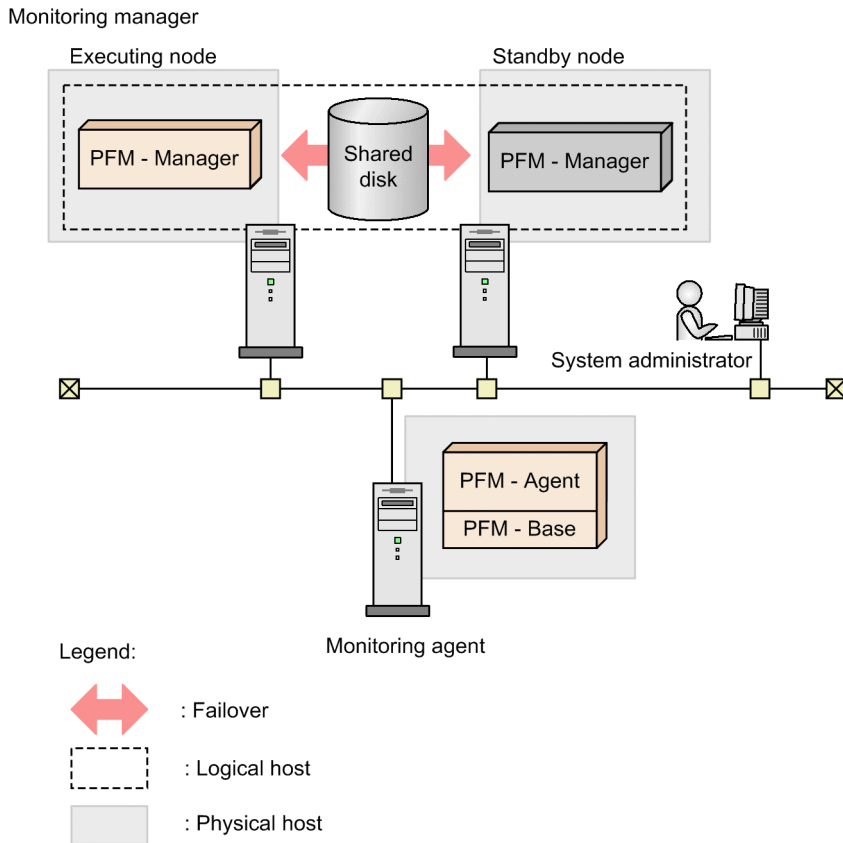 Monitoring manager
Executing node
Standby node
PFM - Manager
Shared
disk
PFM - Manager
System administrator
PFM - Agent
PFM - Base
Monitoring agent
Legend:
: Failover
: Logical host
: Physical host